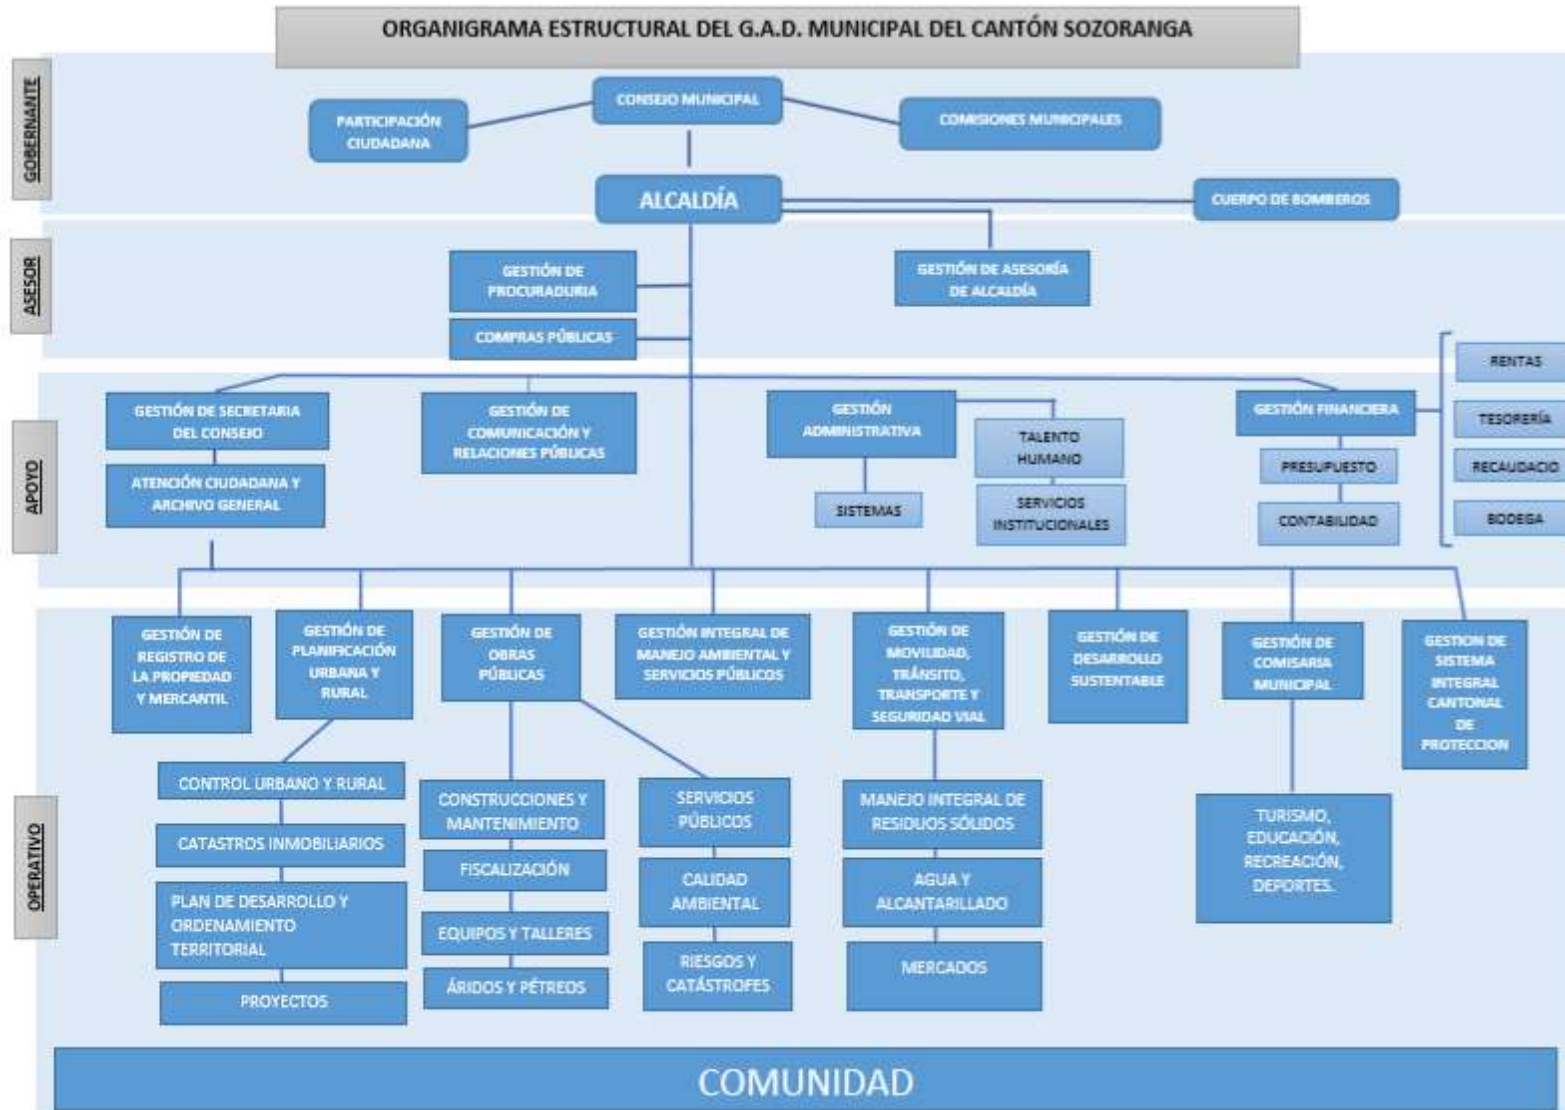 ORGANIGRAMA ESTRUCTURAL DEL G.A.D. MUNICIPAL DEL CANTÓN SOZORANGA
GOBERNANTE
CONSEJO MUNICIPAL
PARTICIPACIÓN
CIUDADANA
COMISIONES MUNICIPALES
ALCALDÍA
CUERPO DE BOMBEROS
ASESOR
GESTIÓN DE
PROCURADURIA
GESTIÓN DE ASESORÍA
DE ALCALDÍA
COMPRAS PÚBLICAS
APOYO
GESTIÓN DE SECRETARIA
DEL CONSEJO
ATENCIÓN CIUDADANA Y
ARCHIVO GENERAL
GESTIÓN DE
COMUNICACIÓN Y
RELACIONES PÚBLICAS
GESTIÓN
ADMINISTRATIVA
SISTEMAS
TALENTO
HUMANO
SERVICIOS
INSTITUCIONALES
GESTIÓN FINANCIERA
PRESUPUESTO
CONTABILIDAD
RENTAS
TESORERÍA
RECAUDACIO
BODEGA
OPERATIVO
GESTIÓN DE
REGISTRO DE
LA PROPIEDAD
Y MERCANTIL
GESTIÓN DE
PLANIFICACIÓN
URBANA Y
RURAL
GESTIÓN DE
OBRAS
PÚBLICAS
GESTIÓN INTEGRAL DE
MANEJO AMBIENTAL Y
SERVICIOS PÚBLICOS
GESTIÓN DE
MOVILIDAD,
TRÁNSITO,
TRANSPORTE Y
SEGURIDAD VIAL
GESTIÓN DE
DESARROLLO
SUSTENTABLE
GESTIÓN DE
COMISARIA
MUNICIPAL
GESTION DE
SISTEMA
INTEGRAL
CANTONAL
DE
PROTECCION
CONTROL URBANO Y RURAL
CATASTROS INMOBILIARIOS
PLAN DE DESARROLLO Y
ORDENAMIENTO
TERRITORIAL
PROYECTOS
CONSTRUCCIONES Y
MANTENIMIENTO
FISCALIZACIÓN
EQUIPOS Y TALLERES
ÁRIDOS Y PÉTREOS
SERVICIOS
PÚBLICOS
CALIDAD
AMBIENTAL
RIESGOS Y
CATÁSTROFES
MANEJO INTEGRAL DE
RESIDUOS SÓLIDOS
AGUA Y
ALCANTARILLADO
MERCADOS
TURISMO,
EDUCACIÓN,
RECREACIÓN,
DEPORTES.
COMUNIDAD